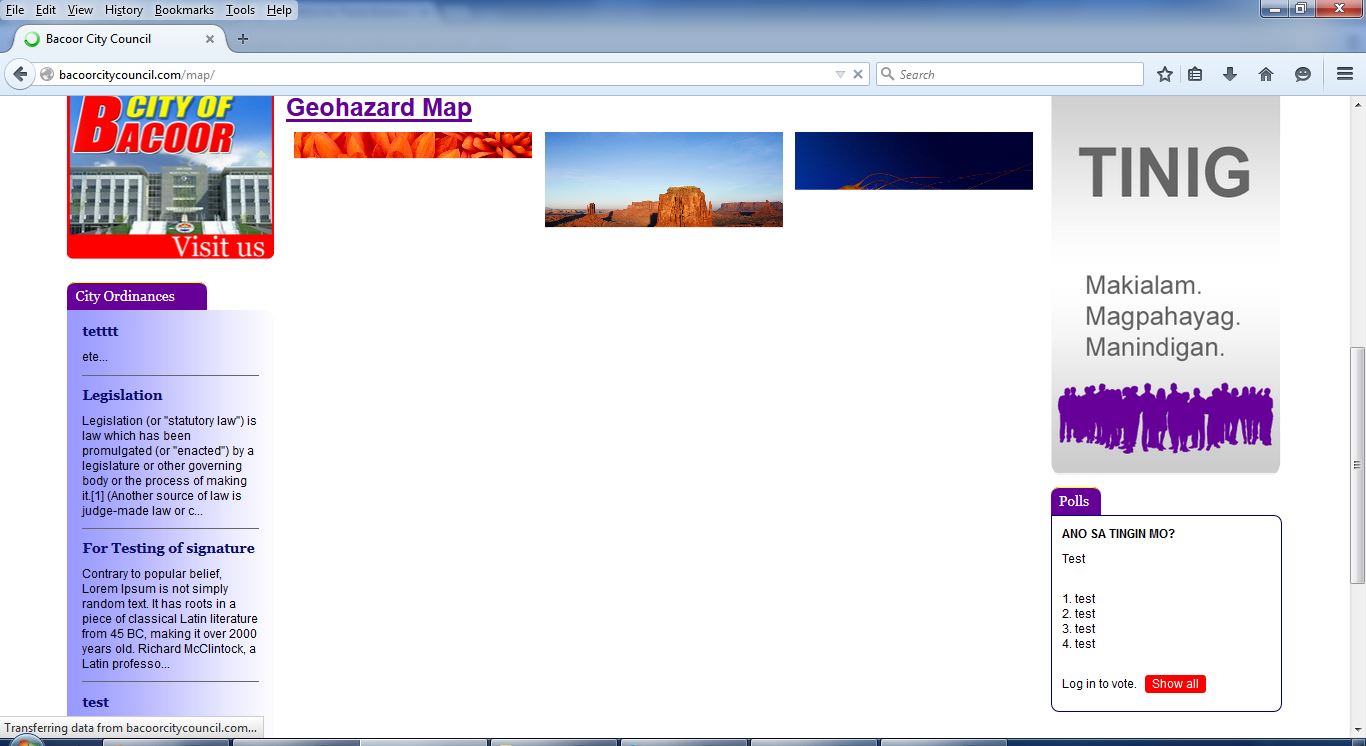 File Edit View History Bookmarks Tools Help
Bacoor City Council
bacoorcitycouncil.com/map/
Search
CITY OF
BACOOR
Visit us
City Ordinances
tetttt
ete...
Legislation
Legislation (or "statutory law") is
law which has been
promulgated (or "enacted") by a
legislature or other governing
body or the process of making
it.[1] (Another source of law is
judge-made law or c...
For Testing of signature
Contrary to popular belief,
Lorem Ipsum is not simply
random text. It has roots in a
piece of classical Latin literature
from 45 BC, making it over 2000
years old. Richard McClintock, a
Latin professo...
test
Transferring data from bacoorcitycouncil.com...
Geohazard Map
TINIG
Makialam.
Magpahayag.
Manindigan.
Polls
ANO SA TINGIN MO?
Test
1. test
2. test
3. test
4. test
Log in to vote. Show all